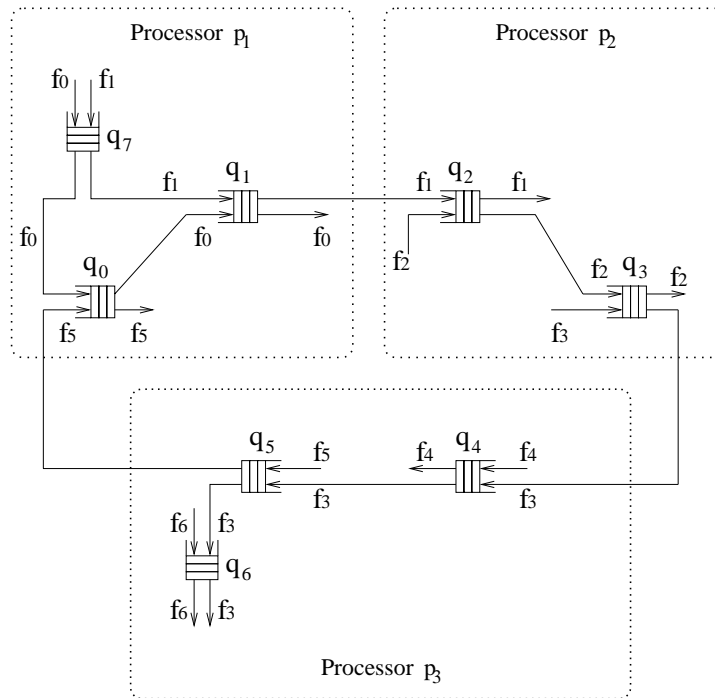 Processor p1
Processor p2
f0 f1
q7
q1
q2
f1
f1
f1
f0
f0
f0
f2
q0
f2
q3
f2
f5
f5
f3
q5
f5
f4
q4
f4
f3
f3
f6
f3
q6
f6
f3
Processor p3